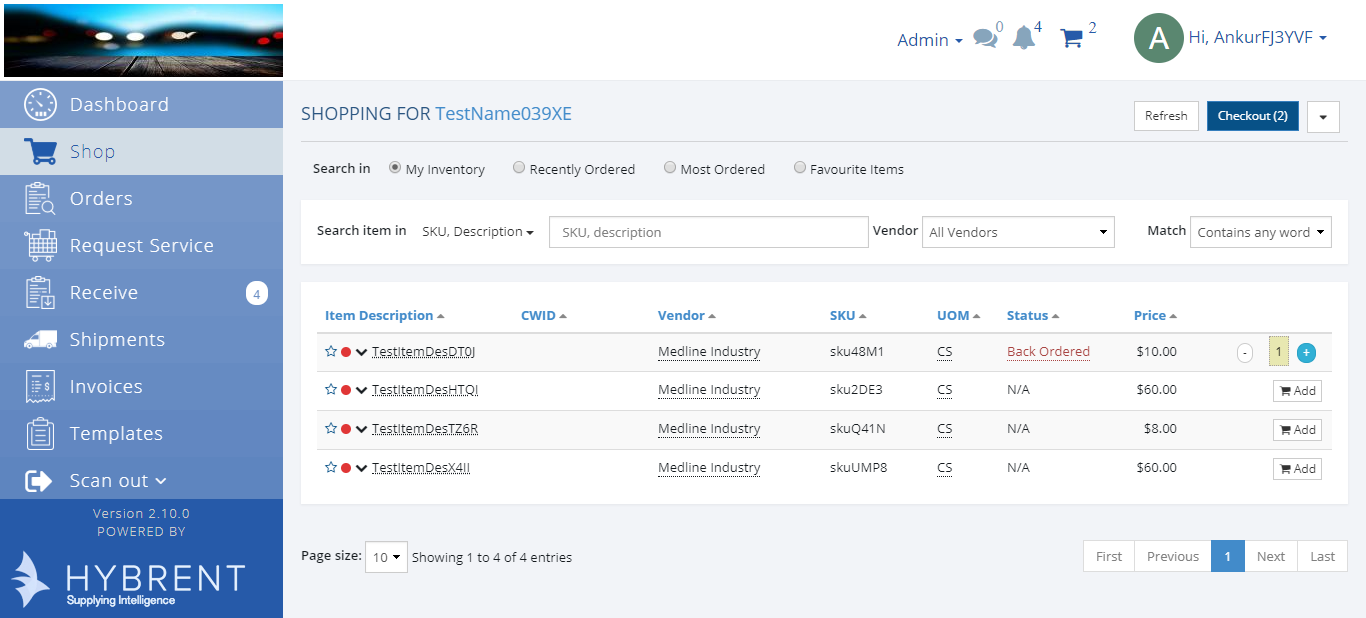 Admin 0 4 2 A Hi, AnkurFJ3YVF
Dashboard
Shop
Orders
Request Service
Receive 4
Shipments
Invoices
Templates
Scan out
Version 2.10.0
POWERED BY
HYBRENT
Supplying Intelligence
SHOPPING FOR TestName039XE Refresh Checkout (2)
Search in My Inventory Recently Ordered Most Ordered Favourite Items
Search item in SKU, Description SKU, description Vendor All Vendors Match Contains any word
Item Description CWID Vendor SKU UOM Status Price
TestItemDesDT0J Medline Industry sku48M1 CS Back Ordered $10.00 - 1 +
TestItemDesHTQI Medline Industry sku2DE3 CS N/A $60.00 Add
TestItemDesTZ6R Medline Industry skuQ41N CS N/A $8.00 Add
TestItemDesX4II Medline Industry skuUMP8 CS N/A $60.00 Add
Page size: 10 Showing 1 to 4 of 4 entries First Previous 1 Next Last